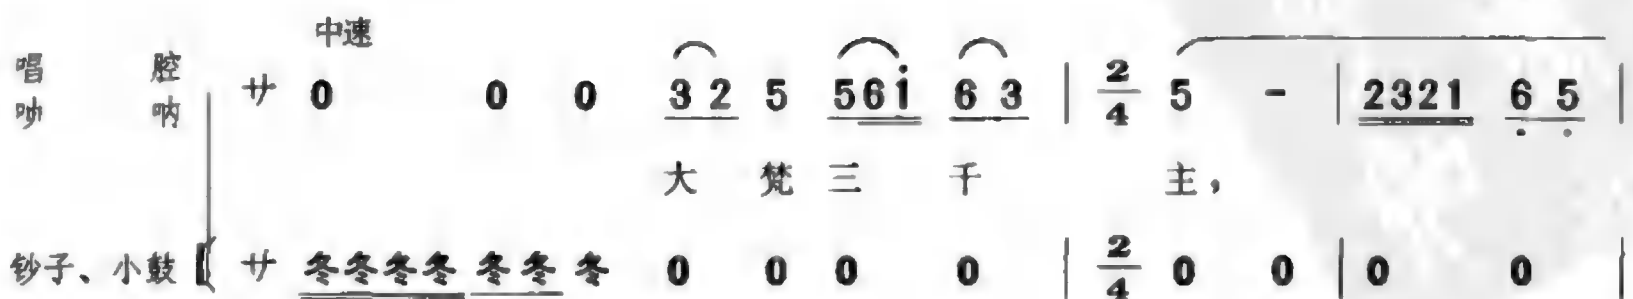 中速
唱 腔 サ 0 0 0 3 2 5 5 6 i 6 3 | 2/4 5 - | 2321 6 5 |
唢 呐
大 梵 三 千 主，
钞子、小鼓 サ 冬冬冬冬 冬冬 冬 0 0 0 0 | 2/4 0 0 | 0 0 |